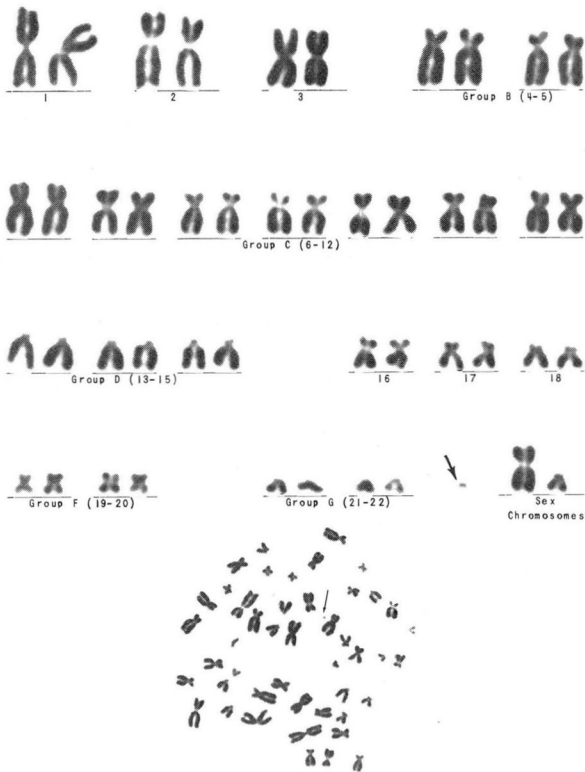 1 2 3 Group B (4-5)
Group C (6-12)
Group D (13-15) 16 17 18
Group F (19-20) Group G (21-22) Sex
Chromosomes